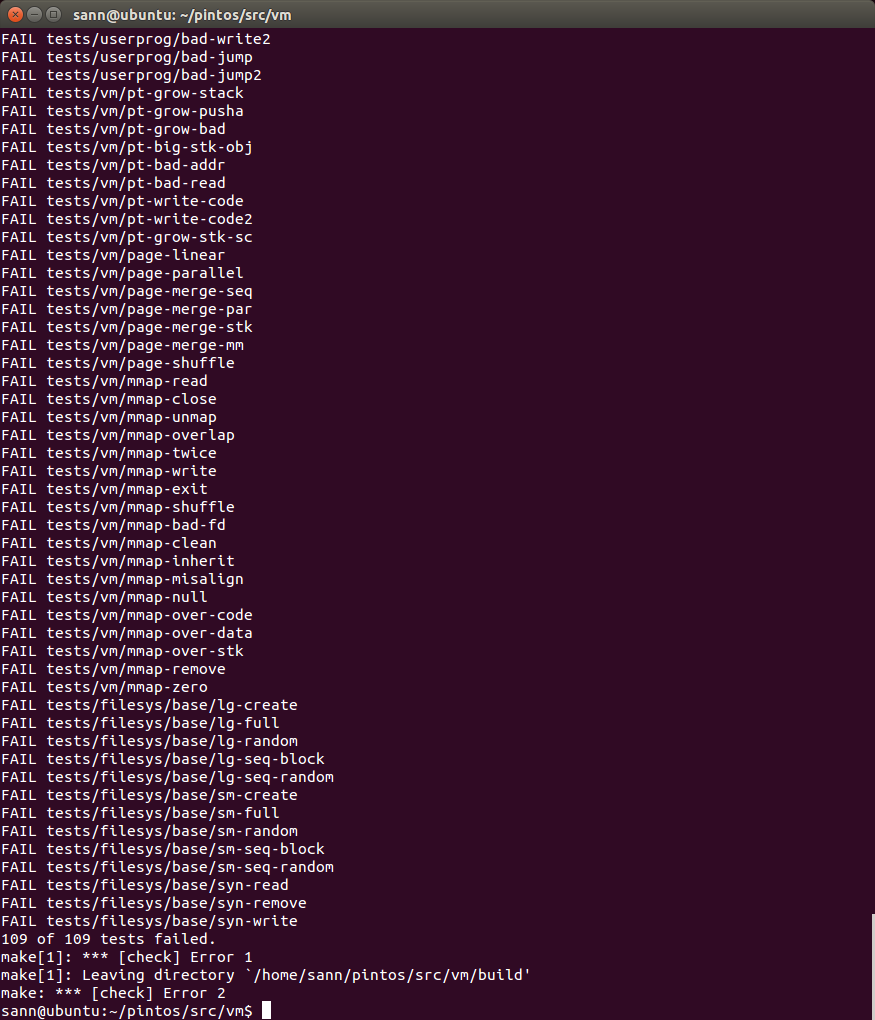 sann@ubuntu: ~/pintos/src/vm
FAIL tests/userprog/bad-write2
FAIL tests/userprog/bad-jump
FAIL tests/userprog/bad-jump2
FAIL tests/vm/pt-grow-stack
FAIL tests/vm/pt-grow-pusha
FAIL tests/vm/pt-grow-bad
FAIL tests/vm/pt-big-stk-obj
FAIL tests/vm/pt-bad-addr
FAIL tests/vm/pt-bad-read
FAIL tests/vm/pt-write-code
FAIL tests/vm/pt-write-code2
FAIL tests/vm/pt-grow-stk-sc
FAIL tests/vm/page-linear
FAIL tests/vm/page-parallel
FAIL tests/vm/page-merge-seq
FAIL tests/vm/page-merge-par
FAIL tests/vm/page-merge-stk
FAIL tests/vm/page-merge-mm
FAIL tests/vm/page-shuffle
FAIL tests/vm/mmap-read
FAIL tests/vm/mmap-close
FAIL tests/vm/mmap-unmap
FAIL tests/vm/mmap-overlap
FAIL tests/vm/mmap-twice
FAIL tests/vm/mmap-write
FAIL tests/vm/mmap-exit
FAIL tests/vm/mmap-shuffle
FAIL tests/vm/mmap-bad-fd
FAIL tests/vm/mmap-clean
FAIL tests/vm/mmap-inherit
FAIL tests/vm/mmap-misalign
FAIL tests/vm/mmap-null
FAIL tests/vm/mmap-over-code
FAIL tests/vm/mmap-over-data
FAIL tests/vm/mmap-over-stk
FAIL tests/vm/mmap-remove
FAIL tests/vm/mmap-zero
FAIL tests/filesys/base/lg-create
FAIL tests/filesys/base/lg-full
FAIL tests/filesys/base/lg-random
FAIL tests/filesys/base/lg-seq-block
FAIL tests/filesys/base/lg-seq-random
FAIL tests/filesys/base/sm-create
FAIL tests/filesys/base/sm-full
FAIL tests/filesys/base/sm-random
FAIL tests/filesys/base/sm-seq-block
FAIL tests/filesys/base/sm-seq-random
FAIL tests/filesys/base/syn-read
FAIL tests/filesys/base/syn-remove
FAIL tests/filesys/base/syn-write
109 of 109 tests failed.
make[1]: *** [check] Error 1
make[1]: Leaving directory `/home/sann/pintos/src/vm/build'
make: *** [check] Error 2
sann@ubuntu:~/pintos/src/vm$